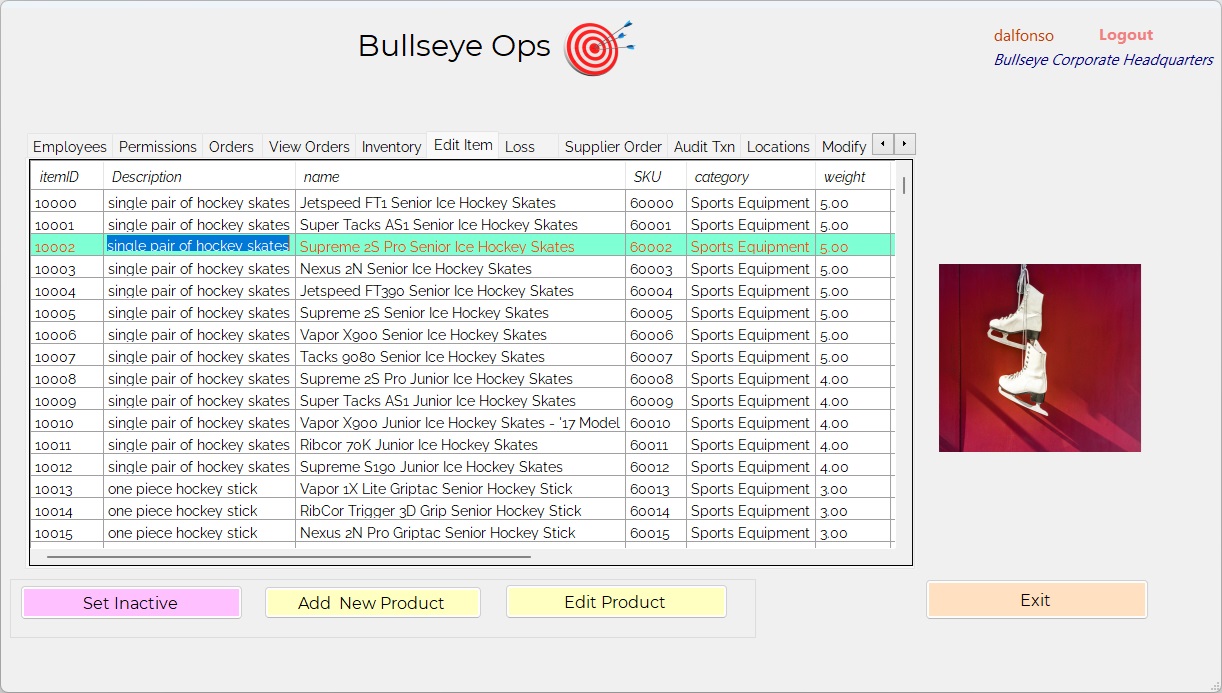 Bullseye Ops
dalfonso Logout
Bullseye Corporate Headquarters
Employees Permissions Orders View Orders Inventory Edit Item Loss Supplier Order Audit Txn Locations Modify
itemID Description name SKU category weight
10000 single pair of hockey skates Jetspeed FT1 Senior Ice Hockey Skates 60000 Sports Equipment 5.00
10001 single pair of hockey skates Super Tacks AS1 Senior Ice Hockey Skates 60001 Sports Equipment 5.00
10002 single pair of hockey skates Supreme 2S Pro Senior Ice Hockey Skates 60002 Sports Equipment 5.00
10003 single pair of hockey skates Nexus 2N Senior Ice Hockey Skates 60003 Sports Equipment 5.00
10004 single pair of hockey skates Jetspeed FT390 Senior Ice Hockey Skates 60004 Sports Equipment 5.00
10005 single pair of hockey skates Supreme 2S Senior Ice Hockey Skates 60005 Sports Equipment 5.00
10006 single pair of hockey skates Vapor X900 Senior Ice Hockey Skates 60006 Sports Equipment 5.00
10007 single pair of hockey skates Tacks 9080 Senior Ice Hockey Skates 60007 Sports Equipment 5.00
10008 single pair of hockey skates Supreme 2S Pro Junior Ice Hockey Skates 60008 Sports Equipment 4.00
10009 single pair of hockey skates Super Tacks AS1 Junior Ice Hockey Skates 60009 Sports Equipment 4.00
10010 single pair of hockey skates Vapor X900 Junior Ice Hockey Skates - '17 Model 60010 Sports Equipment 4.00
10011 single pair of hockey skates Ribcor 70K Junior Ice Hockey Skates 60011 Sports Equipment 4.00
10012 single pair of hockey skates Supreme S190 Junior Ice Hockey Skates 60012 Sports Equipment 4.00
10013 one piece hockey stick Vapor 1X Lite Griptac Senior Hockey Stick 60013 Sports Equipment 3.00
10014 one piece hockey stick RibCor Trigger 3D Grip Senior Hockey Stick 60014 Sports Equipment 3.00
10015 one piece hockey stick Nexus 2N Pro Griptac Senior Hockey Stick 60015 Sports Equipment 3.00
Set Inactive Add New Product Edit Product Exit